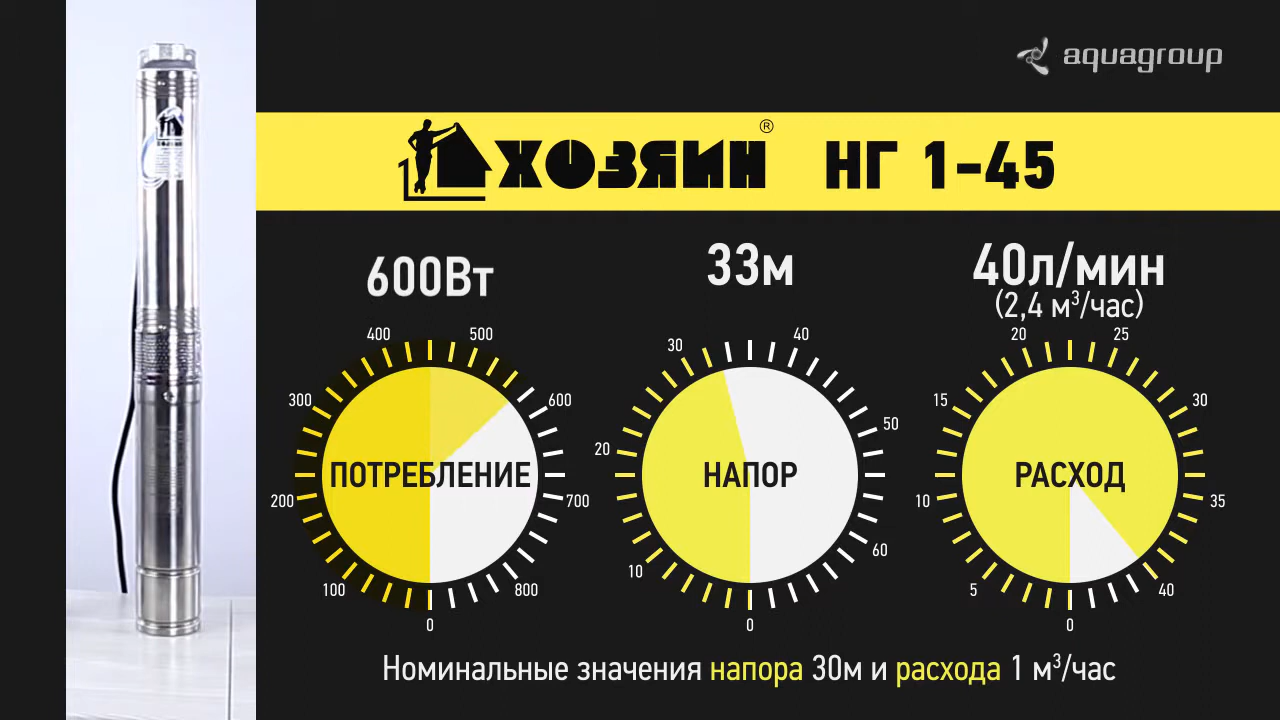 aquagroup
ХОЗЯИН® НГ 1-45
600Вт
33м
40л/мин
(2,4 м³/час)
400 500
300 600
200 700
100 800
0
ПОТРЕБЛЕНИЕ
30 40
20 50
10 60
0
НАПОР
20 25
15 30
10 35
5 40
0
РАСХОД
Номинальные значения напора 30м и расхода 1 м³/час
ХОЗЯИН